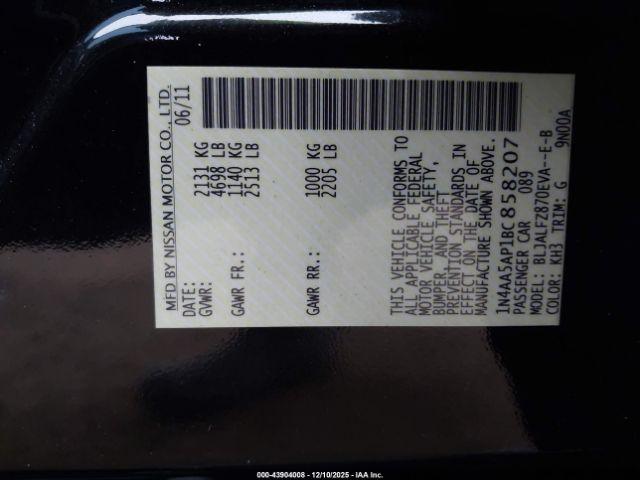 MFD BY NISSAN MOTOR CO., LTD.
DATE: 06/11
GVWR: 2131 KG
4698 LB
GAWR FR: 1140 KG
2513 LB
GAWR RR: 1000 KG
2205 LB
THIS VEHICLE CONFORMS TO
ALL APPLICABLE FEDERAL
MOTOR VEHICLE SAFETY,
BUMPER, AND THEFT
PREVENTION STANDARDS IN
EFFECT ON THE DATE OF
MANUFACTURE SHOWN ABOVE.
1N4AA5AP1BC858207
PASSENGER CAR 089
MODEL: BLJALFZ87OEVA--E-B
COLOR: KH3 TRIM: G 9N00A
000-43904008 - 12/10/2025 - IAA Inc.